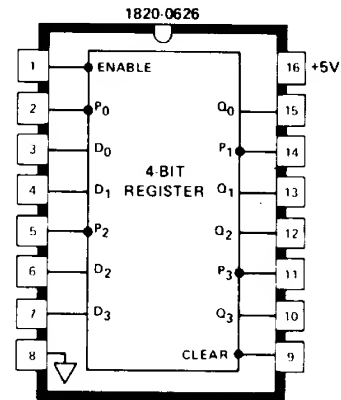 1820-0626
1 ENABLE 16 +5V
2 P0 Q0 15
3 D0 P1 14
4 D1 4-BIT REGISTER Q1 13
5 P2 Q2 12
6 D2 P3 11
7 D3 Q3 10
8 CLEAR 9